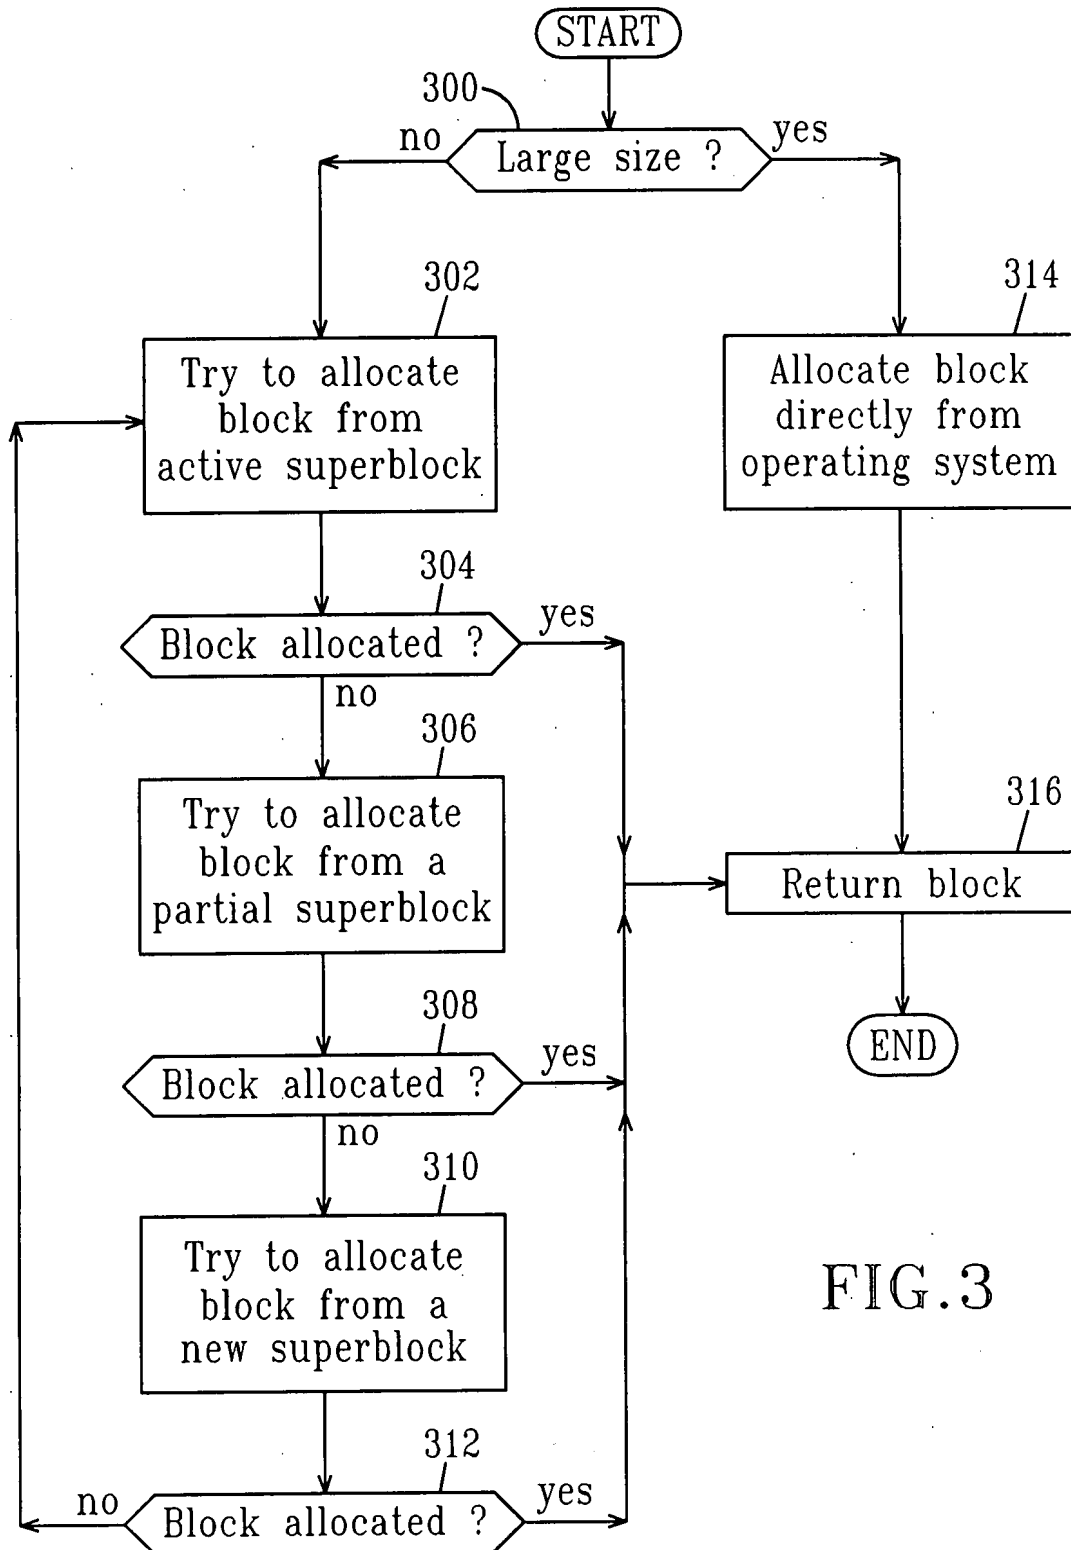 START
300
no
yes
Large size ?
302
314
Try to allocate
block from
active superblock
Allocate block
directly from
operating system
304
yes
Block allocated ?
no
306
Try to allocate
block from a
partial superblock
316
Return block
308
yes
Block allocated ?
no
END
310
Try to allocate
block from a
new superblock
FIG.3
312
no
yes
Block allocated ?